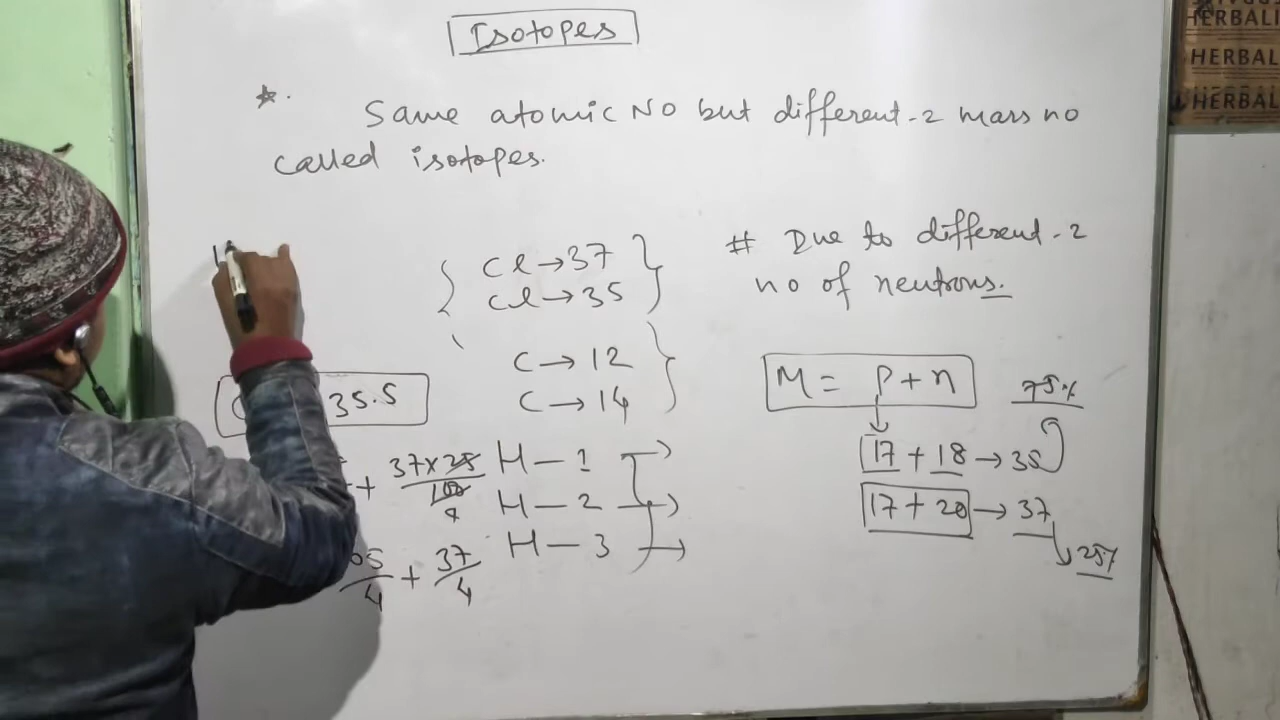 Isotopes
Same atomic No but different-2 mass no
called isotopes.
Cl → 37
Cl → 35
C → 12
C → 14
H - 1
H - 2
H - 3
35.5
+ 37×25/100
4
/4 + 37/4
# Due to different-2
no of neutrons.
M = P + n
75%
17 + 18 → 35
17 + 20 → 37
25%
HERBALI
HERBAL
HERBAL